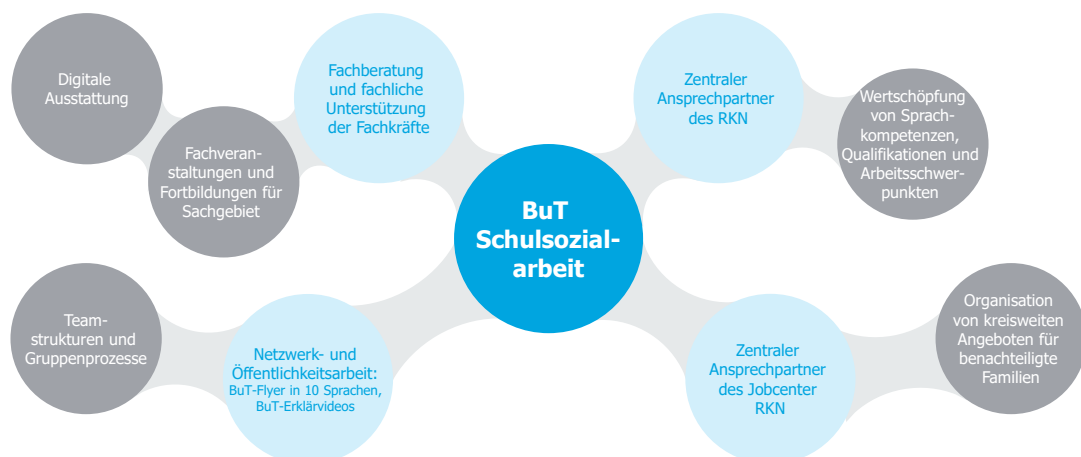 Digitale
Ausstattung
Fachveran-
staltungen und
Fortbildungen für
Sachgebiet
Fachberatung
und fachliche
Unterstützung
der Fachkräfte
Zentraler
Ansprechpartner
des RKN
Wertschöpfung
von Sprach-
kompetenzen,
Qualifikationen und
Arbeitsschwer-
punkten
BuT
Schulsozial-
arbeit
Team-
strukturen und
Gruppenprozesse
Netzwerk- und
Öffentlichkeitsarbeit:
BuT-Flyer in 10 Sprachen,
BuT-Erklärvideos
Zentraler
Ansprechpartner
des Jobcenter
RKN
Organisation
von kreisweiten
Angeboten für
benachteiligte
Familien